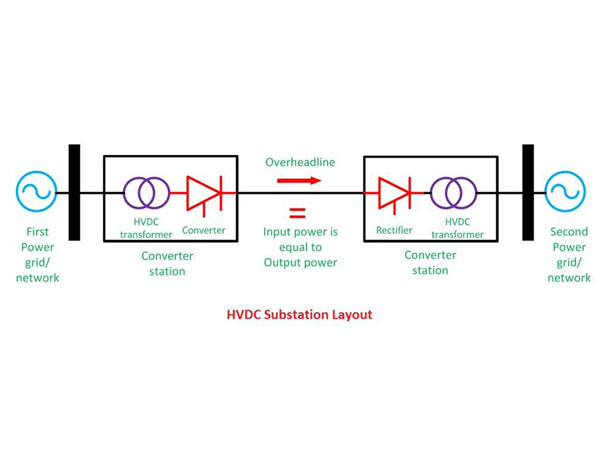 Overheadline
Input power is
equal to
Output power
First
Power
grid/
network
HVDC
transformer
Converter
Converter
station
Rectifier
HVDC
transformer
Converter
station
Second
Power
grid/
network
HVDC Substation Layout